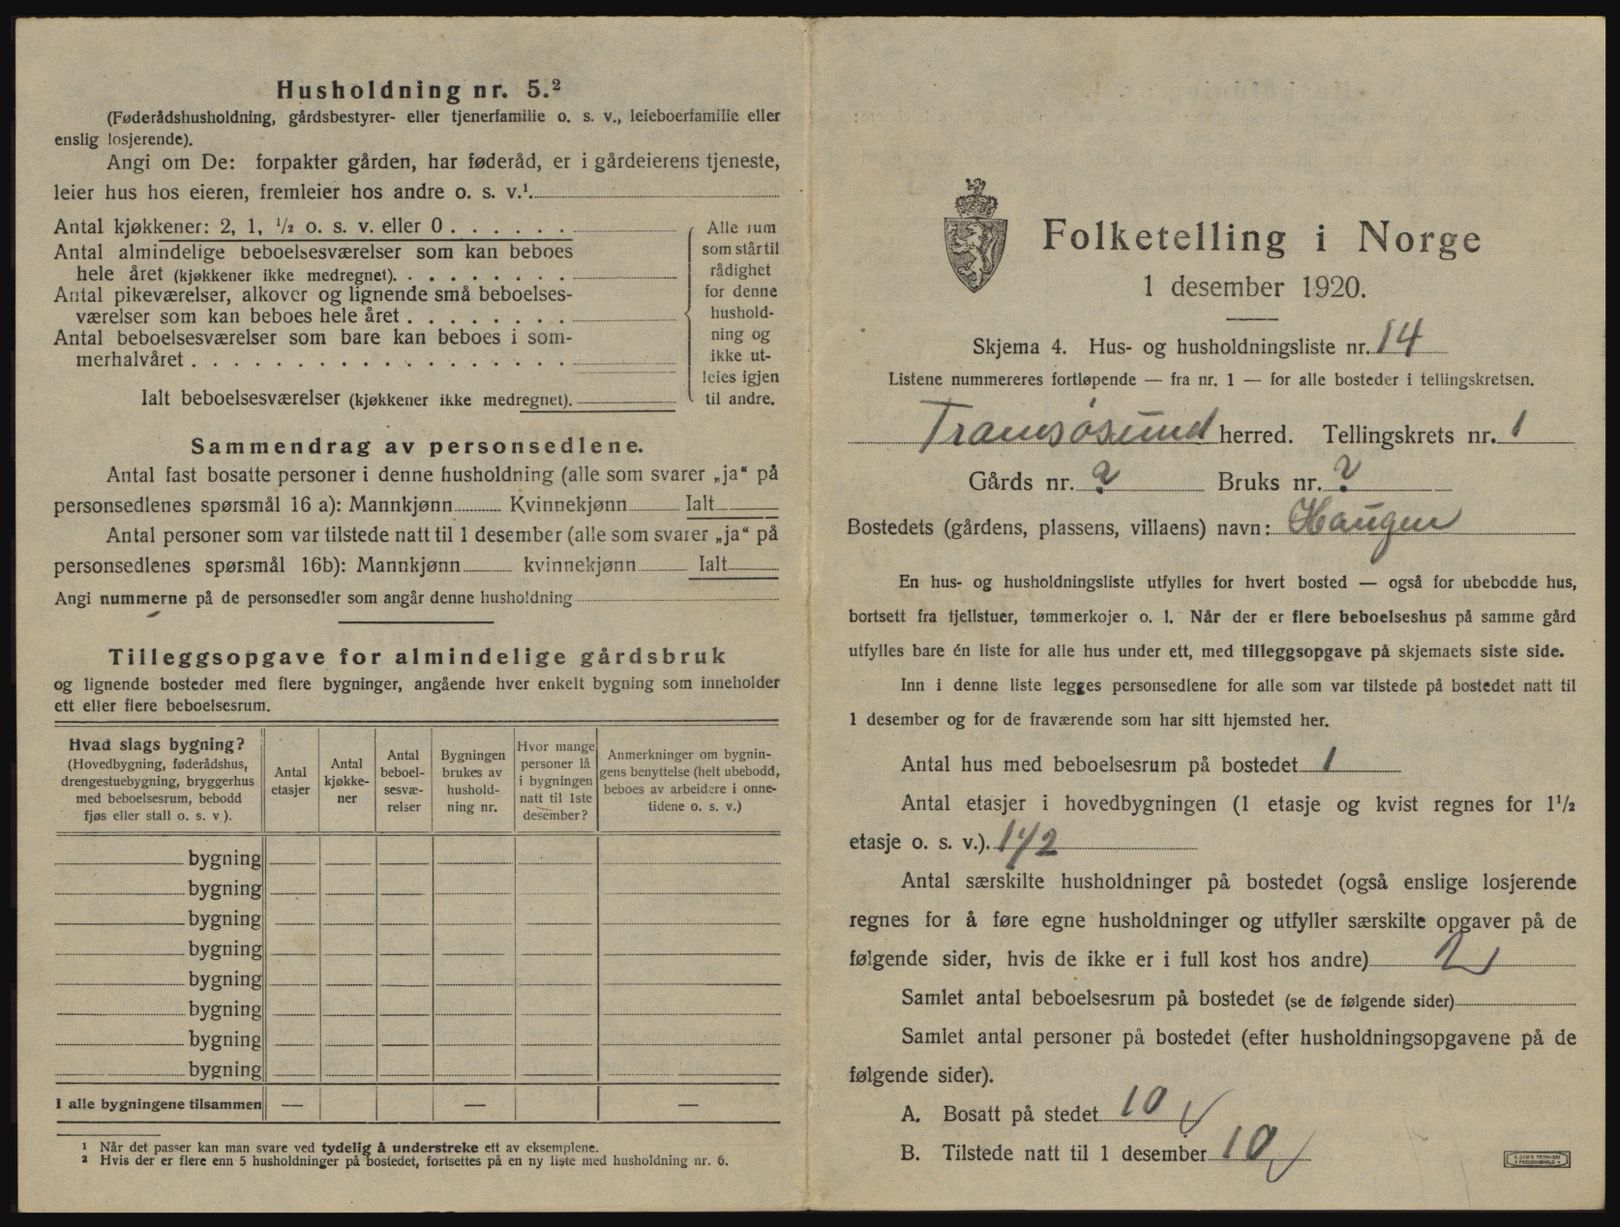 Husholdning nr. 5.²
(Føderådshusholdning, gårdsbestyrer- eller tjenerfamilie o. s. v., leieboerfamilie eller
enslig losjerende).
Angi om De: forpakter gården, har føderåd, er i gårdeierens tjeneste,
leier hus hos eieren, fremleier hos andre o. s. v.¹
Antal kjøkkener: 2, 1, ½ o. s. v. eller 0 . . . . . .
Antal almindelige beboelsesværelser som kan beboes
hele året (kjøkkener ikke medregnet). . . . . . . . .
Antal pikeværelser, alkover og lignende små beboelses-
værelser som kan beboes hele året . . . . . . . .
Antal beboelsesværelser som bare kan beboes i som-
merhalvåret . . . . . . . . . . . . . . . . . .
Ialt beboelsesværelser (kjøkkener ikke medregnet).
Alle rum
som står til
rådighet
for denne
hushold-
ning og
ikke ut-
leies igjen
til andre.
Sammendrag av personsedlene.
Antal fast bosatte personer i denne husholdning (alle som svarer „ja“ på
personsedlenes spørsmål 16 a): Mannkjønn Kvinnekjønn Ialt
Antal personer som var tilstede natt til 1 desember (alle som svarer „ja“ på
personsedlenes spørsmål 16b): Mannkjønn kvinnekjønn Ialt
Angi nummerne på de personsedler som angår denne husholdning
Tilleggsopgave for almindelige gårdsbruk
og lignende bosteder med flere bygninger, angående hver enkelt bygning som inneholder
ett eller flere beboelsesrum.
Hvad slags bygning?
(Hovedbygning, føderådshus,
drengestuebygning, bryggerhus
med beboelsesrum, bebodd
fjøs eller stall o. s. v ).
Antal
etasjer
Antal
kjøkke-
ner
Antal
beboel-
sesvæ-
relser
Bygningen
brukes av
hushold-
ning nr.
Hvor mange
personer lå
i bygningen
natt til 1ste
desember?
Anmerkninger om bygnin-
gens benyttelse (helt ubebodd,
beboes av arbeidere i onne-
tidene o. s. v.)
bygning
bygning
bygning
bygning
bygning
bygning
bygning
bygning
I alle bygningene tilsammen — — —
¹ Når det passer kan man svare ved tydelig å understreke ett av eksemplene.
² Hvis der er flere enn 5 husholdninger på bostedet, fortsettes på en ny liste med husholdning nr. 6.
Folketelling i Norge
1 desember 1920.
Skjema 4. Hus- og husholdningsliste nr. 14
Listene nummereres fortløpende — fra nr. 1 — for alle bosteder i tellingskretsen.
Tromsøsund herred. Tellingskrets nr. 1
Gårds nr. ? Bruks nr. ?
Bostedets (gårdens, plassens, villaens) navn: Haugen
En hus- og husholdningsliste utfylles for hvert bosted — også for ubebodde hus,
bortsett fra fjellstuer, tømmerkojer o. l. Når der er flere beboelseshus på samme gård
utfylles bare én liste for alle hus under ett, med tilleggsopgave på skjemaets siste side.
Inn i denne liste legges personsedlene for alle som var tilstede på bostedet natt til
1 desember og for de fraværende som har sitt hjemsted her.
Antal hus med beboelsesrum på bostedet 1
Antal etasjer i hovedbygningen (1 etasje og kvist regnes for 1½
etasje o. s. v.). 1 1/2
Antal særskilte husholdninger på bostedet (også enslige losjerende
regnes for å føre egne husholdninger og utfyller særskilte opgaver på de
følgende sider, hvis de ikke er i full kost hos andre) 2
Samlet antal beboelsesrum på bostedet (se de følgende sider)
Samlet antal personer på bostedet (efter husholdningsopgavene på de
følgende sider).
A. Bosatt på stedet 10
B. Tilstede natt til 1 desember 10